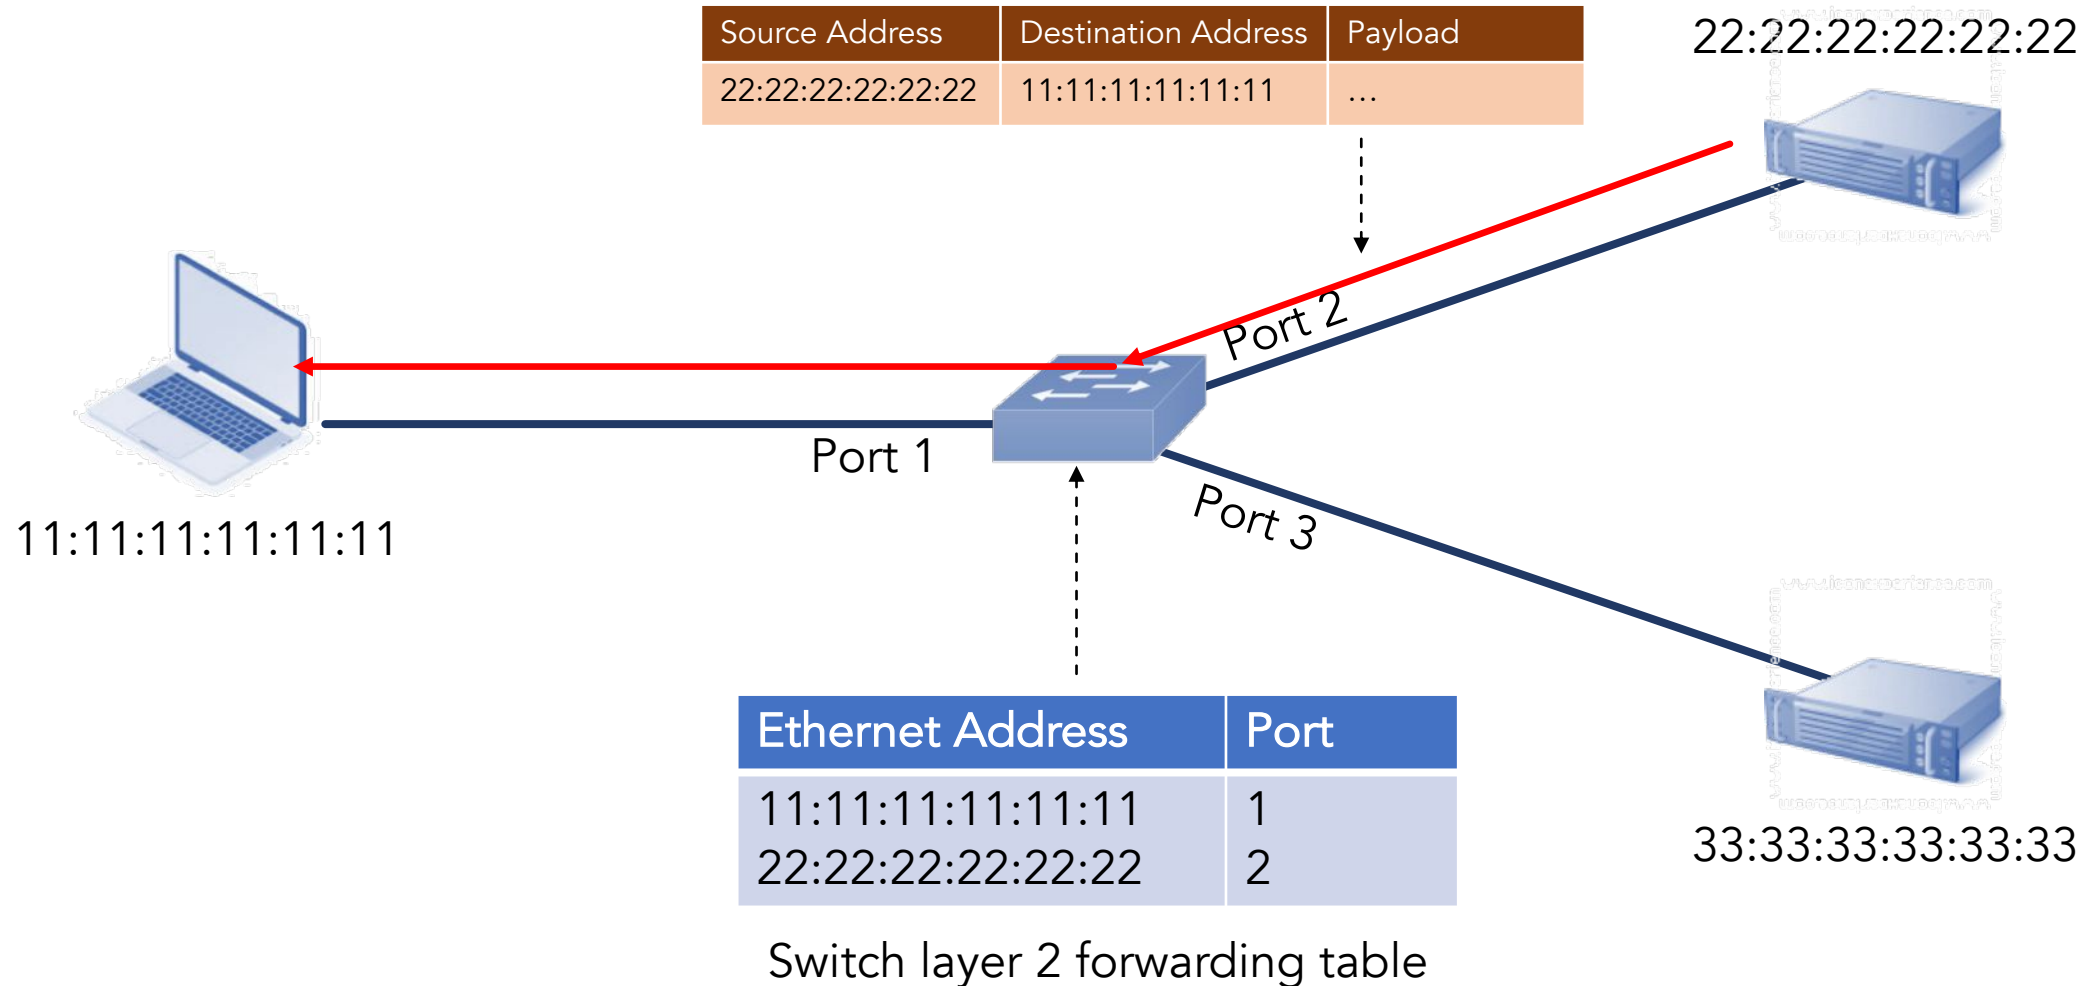 Source Address Destination Address Payload
22:22:22:22:22:22 11:11:11:11:11:11 ...
22:22:22:22:22:22
Port 2
Port 1
Port 3
11:11:11:11:11:11
Ethernet Address Port
11:11:11:11:11:11 1
22:22:22:22:22:22 2
33:33:33:33:33:33
Switch layer 2 forwarding table